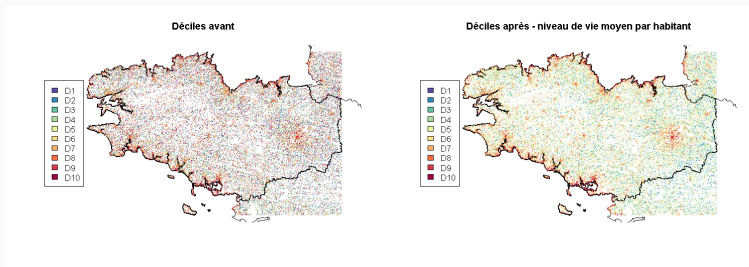 Déciles avant
D1
D2
D3
D4
D5
D6
D7
D8
D9
D10
Déciles après - niveau de vie moyen par habitant
D1
D2
D3
D4
D5
D6
D7
D8
D9
D10